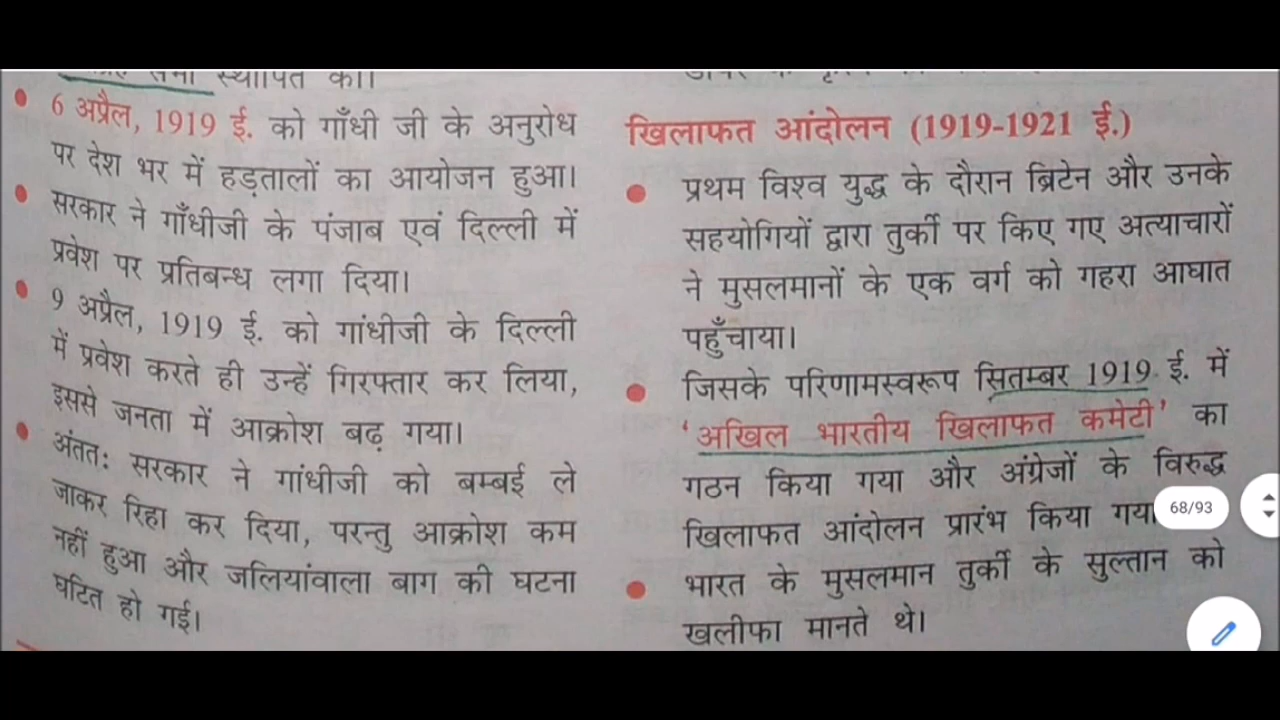 सभा स्थापित की।
• 6 अप्रैल, 1919 ई. को गाँधी जी के अनुरोध
पर देश भर में हड़तालों का आयोजन हुआ।
• सरकार ने गाँधीजी के पंजाब एवं दिल्ली में
प्रवेश पर प्रतिबन्ध लगा दिया।
• 9 अप्रैल, 1919 ई. को गांधीजी के दिल्ली
में प्रवेश करते ही उन्हें गिरफ्तार कर लिया,
इससे जनता में आक्रोश बढ़ गया।
• अंततः सरकार ने गांधीजी को बम्बई ले
जाकर रिहा कर दिया, परन्तु आक्रोश कम
नहीं हुआ और जलियांवाला बाग की घटना
घटित हो गई।
खिलाफत आंदोलन (1919-1921 ई.)
• प्रथम विश्व युद्ध के दौरान ब्रिटेन और उनके
सहयोगियों द्वारा तुर्की पर किए गए अत्याचारों
ने मुसलमानों के एक वर्ग को गहरा आघात
पहुँचाया।
• जिसके परिणामस्वरूप सितम्बर 1919 ई. में
'अखिल भारतीय खिलाफत कमेटी' का
गठन किया गया और अंग्रेजों के विरुद्ध
खिलाफत आंदोलन प्रारंभ किया गया
• भारत के मुसलमान तुर्की के सुल्तान को
खलीफा मानते थे।
68/93